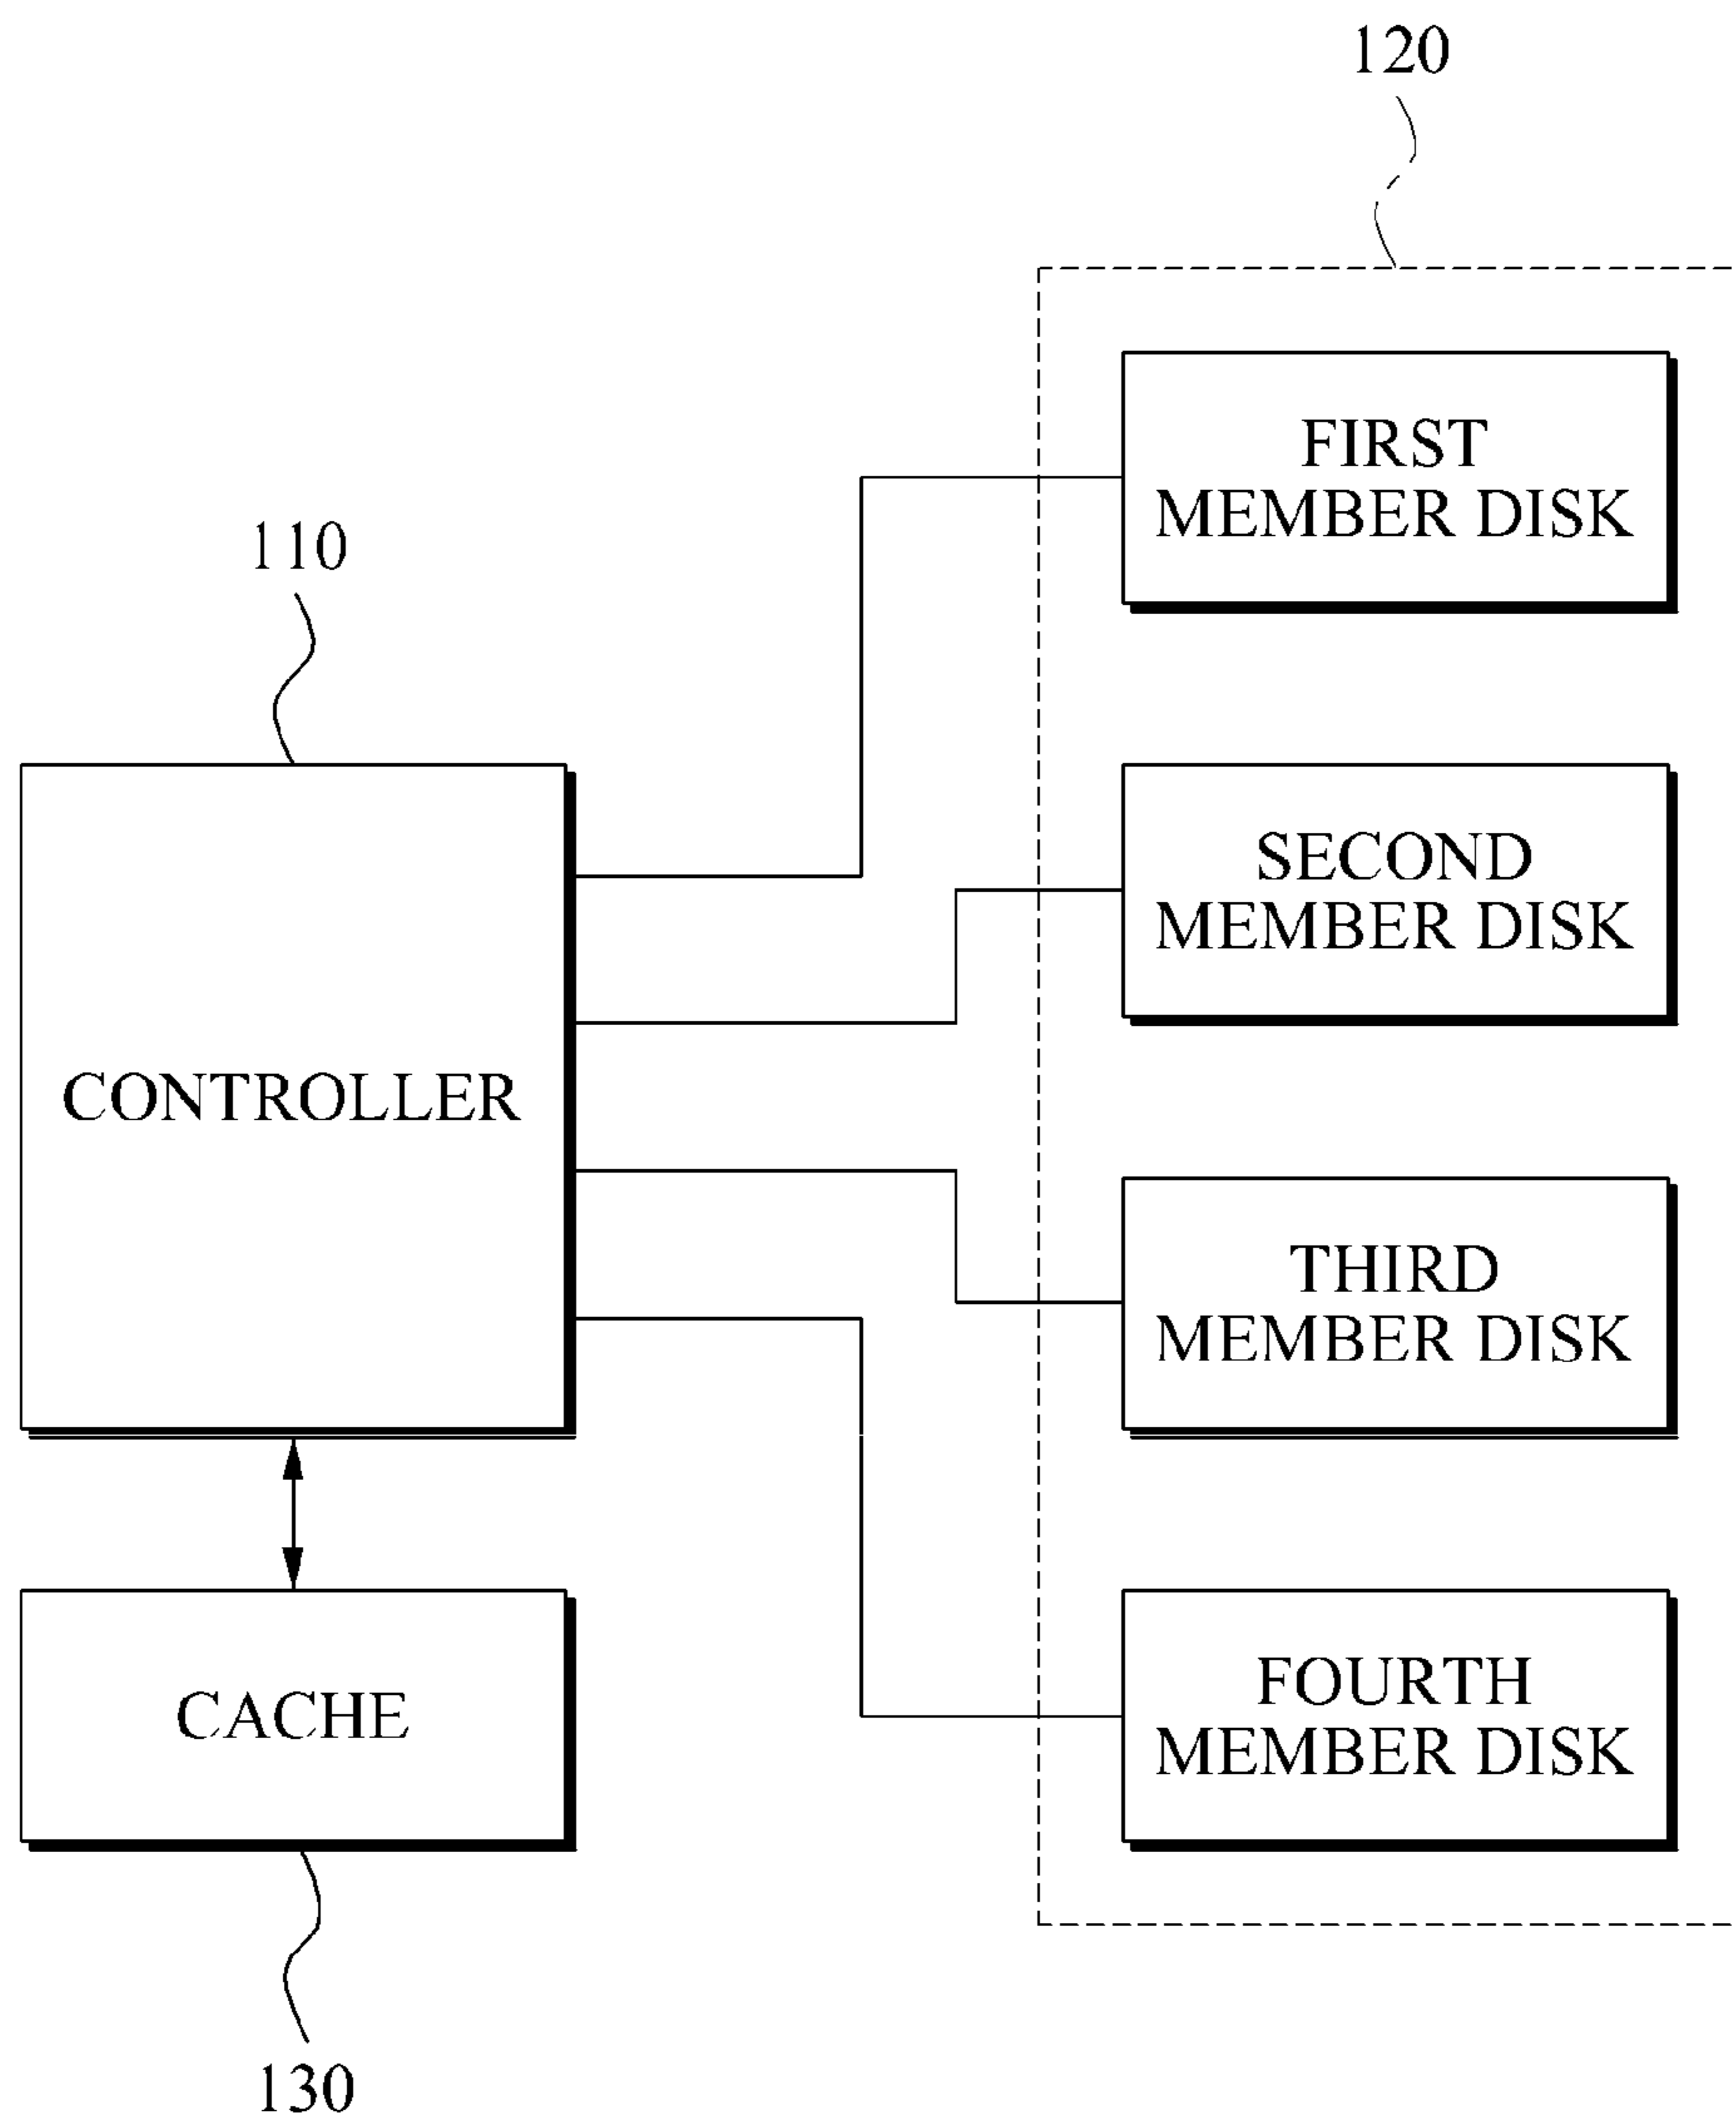 120
FIRST
MEMBER DISK
110
SECOND
MEMBER DISK
CONTROLLER
THIRD
MEMBER DISK
FOURTH
MEMBER DISK
CACHE
130